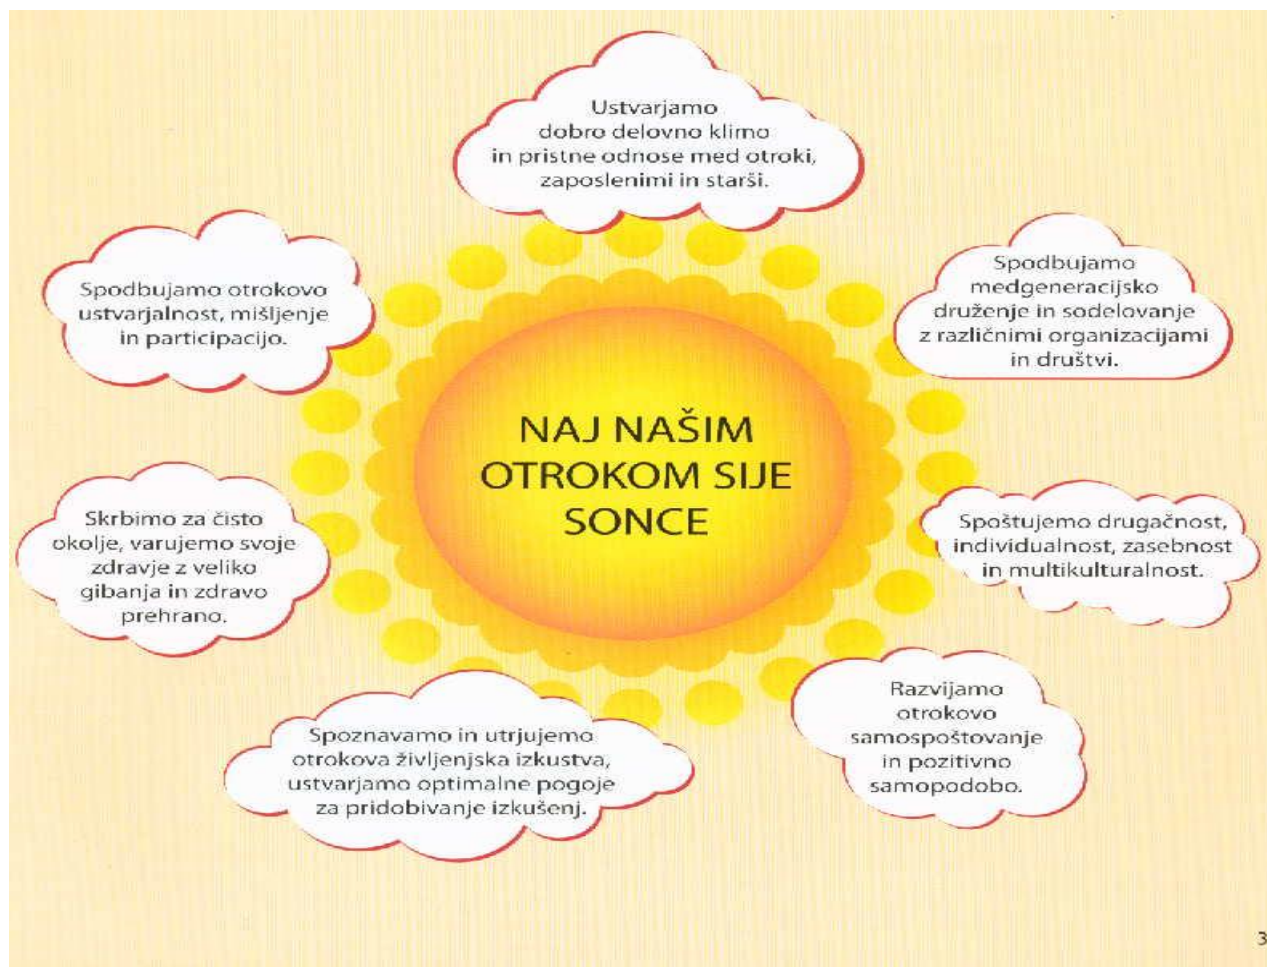 Ustvarjamo
dobro delovno klimo
in pristne odnose med otroki,
zaposlenimi in starši.
Spodbujamo otrokovo
ustvarjalnost, mišljenje
in participacijo.
Spodbujamo
medgeneracijsko
druženje in sodelovanje
z različnimi organizacijami
in društvi.
NAJ NAŠIM
OTROKOM SIJE
SONCE
Skrbimo za čisto
okolje, varujemo svoje
zdravje z veliko
gibanja in zdravo
prehrano.
Spoštujemo drugačnost,
individualnost, zasebnost
in multikulturalnost.
Spoznavamo in utrjujemo
otrokova življenjska izkustva,
ustvarjamo optimalne pogoje
za pridobivanje izkušenj.
Razvijamo
otrokovo
samospoštovanje
in pozitivno
samopodobo.
3